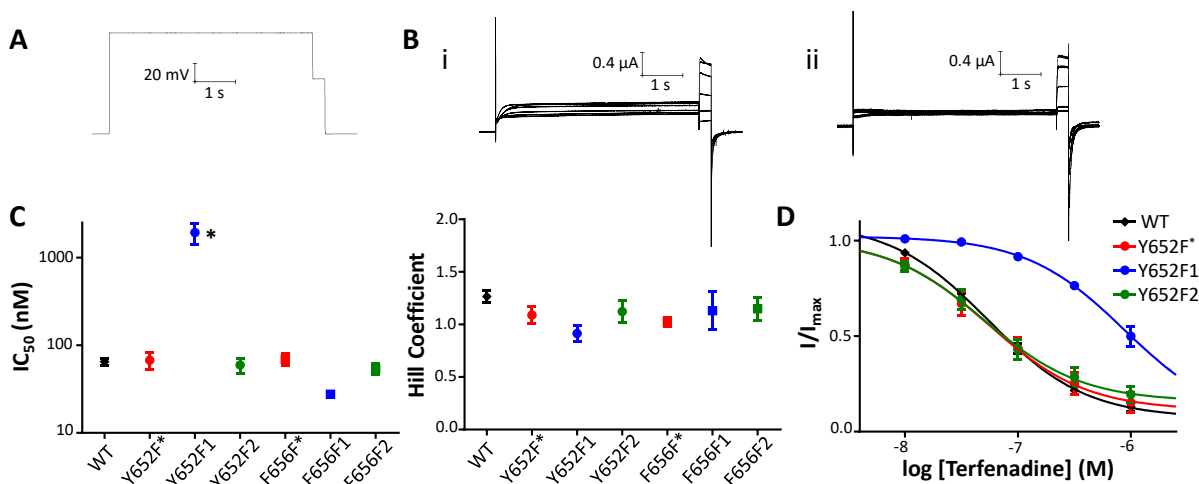 A
20 mV
1 s
B
i
0.4 µA
1 s
ii
0.4 µA
1 s
C
IC50 (nM)
1000
100
10
*
WT
Y652F*
Y652F1
Y652F2
F656F*
F656F1
F656F2
Hill Coefficient
2.0
1.5
1.0
0.5
0.0
WT
Y652F*
Y652F1
Y652F2
F656F*
F656F1
F656F2
D
I/Imax
1.0
0.5
0.0
-8
-7
-6
log [Terfenadine] (M)
WT
Y652F*
Y652F1
Y652F2